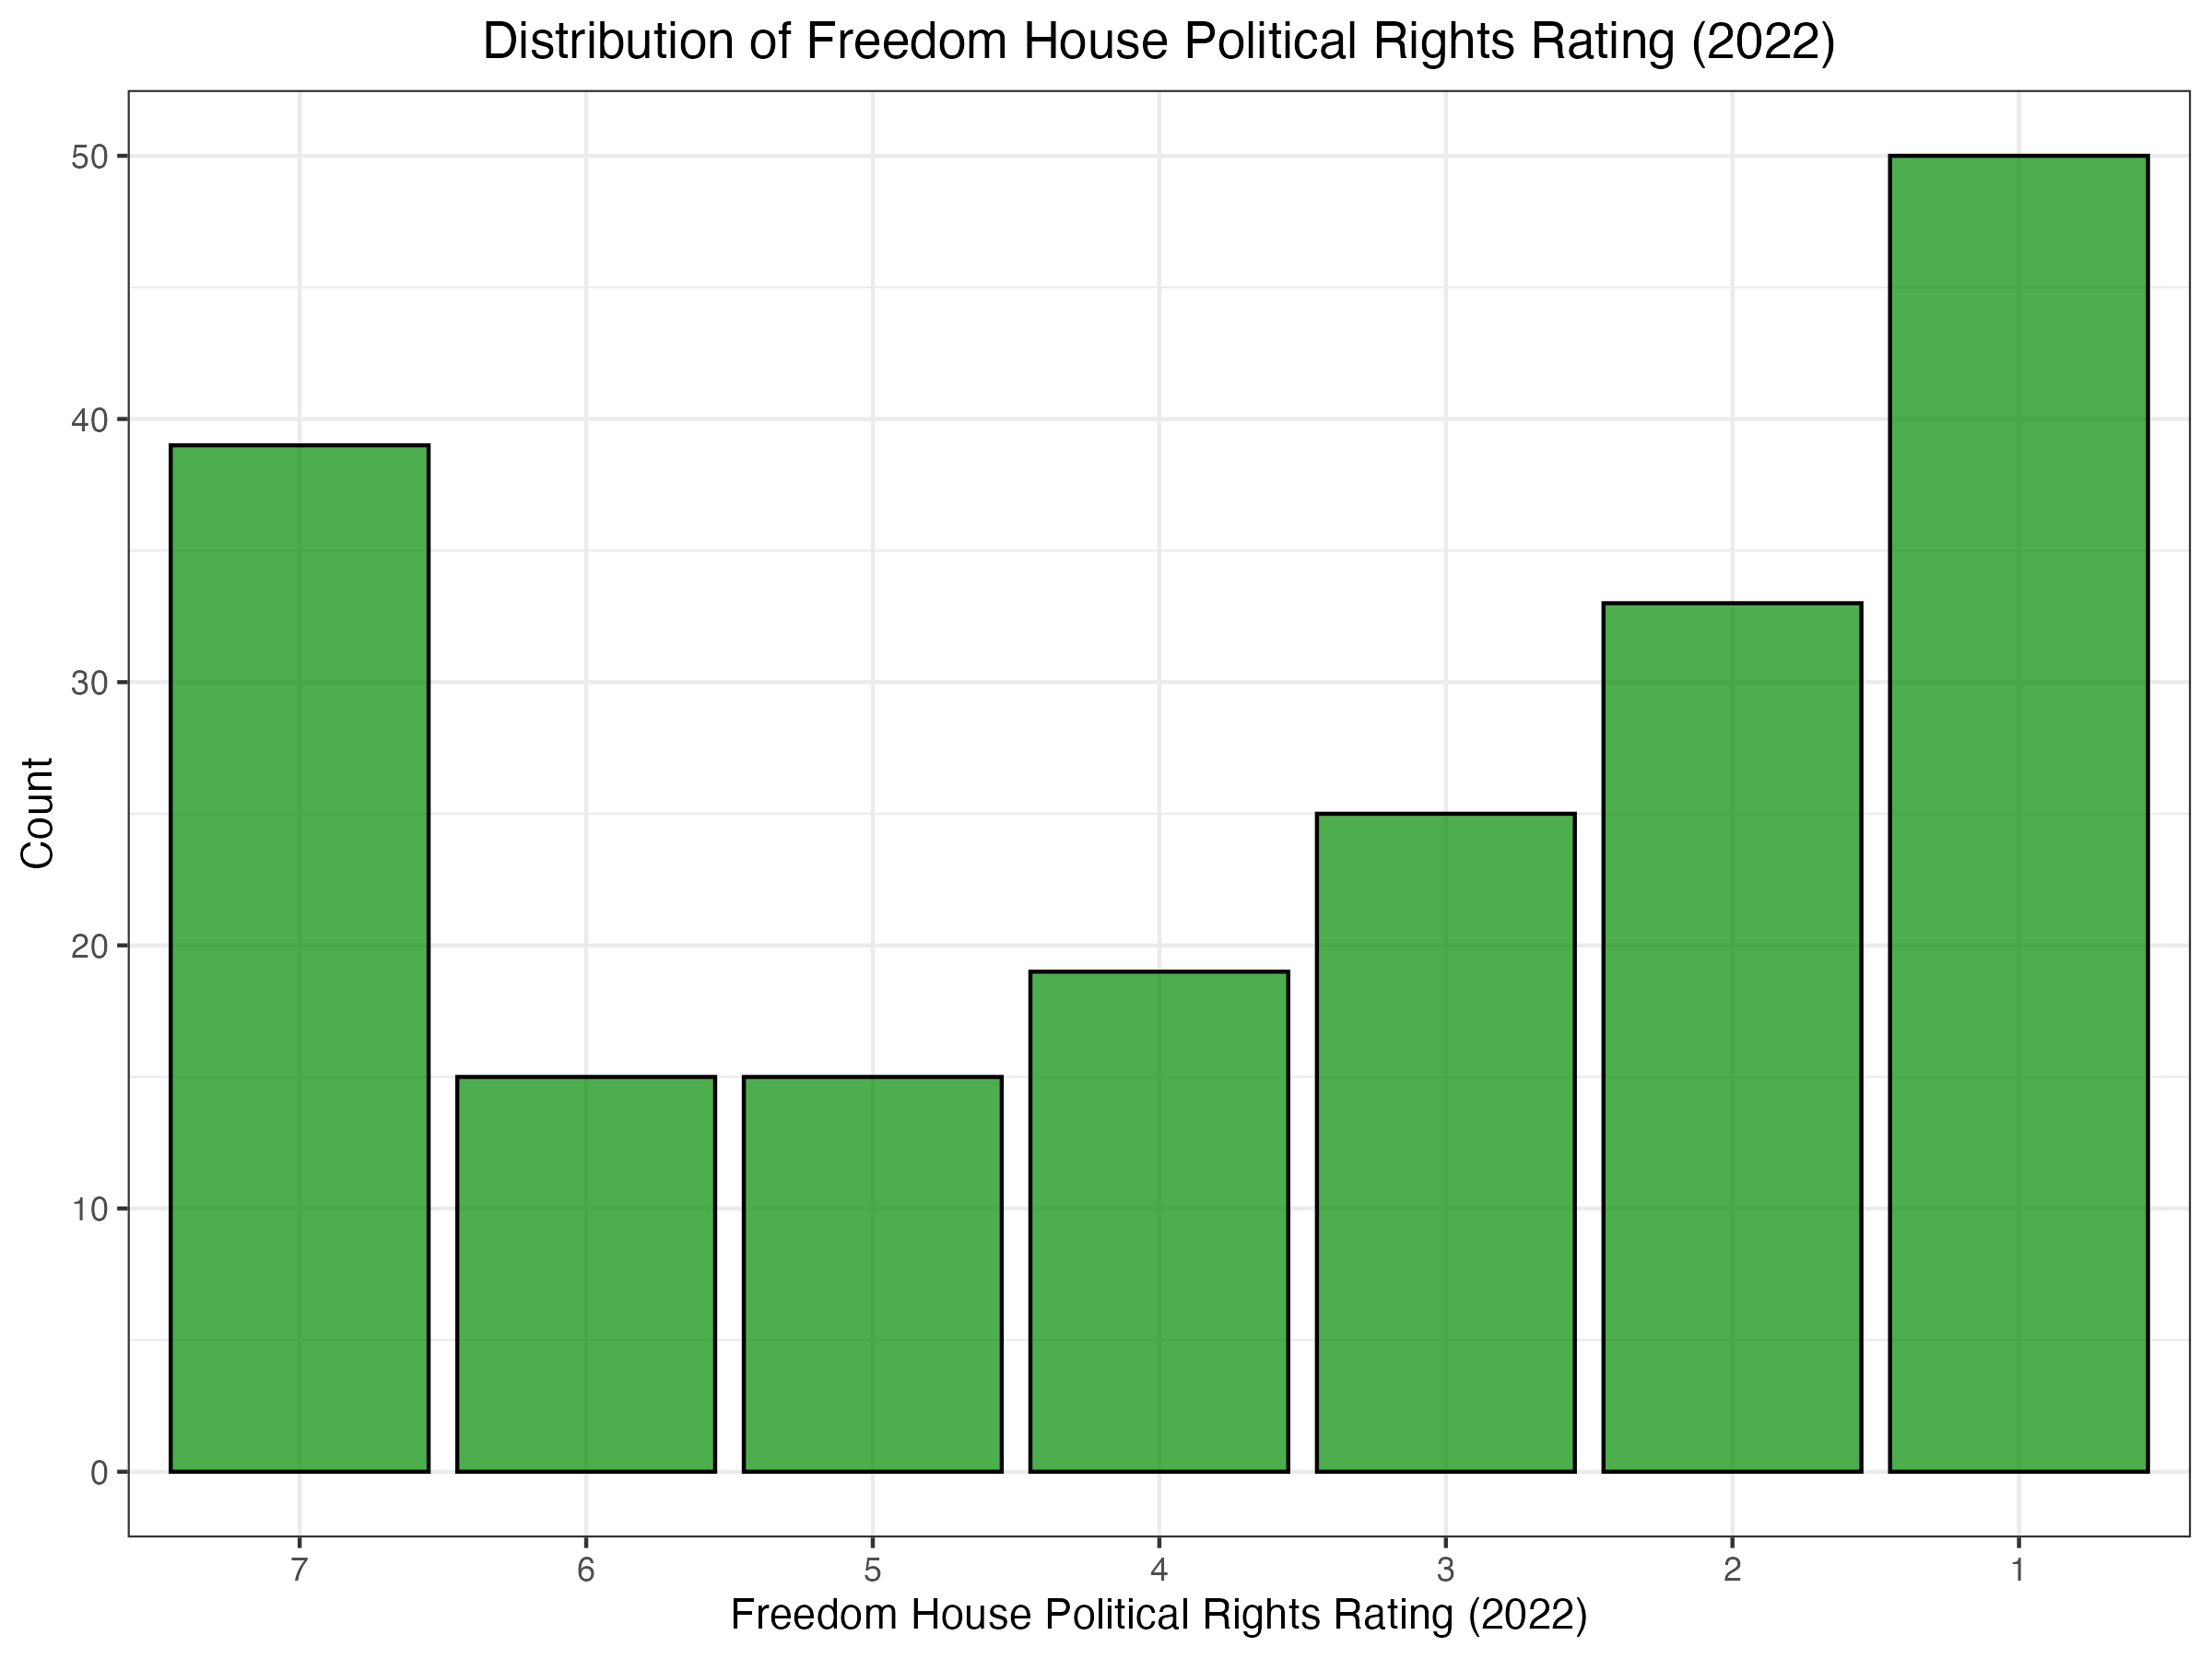 Distribution of Freedom House Political Rights Rating (2022)
50
40
30
20
10
0
Count
7 6 5 4 3 2 1
Freedom House Political Rights Rating (2022)